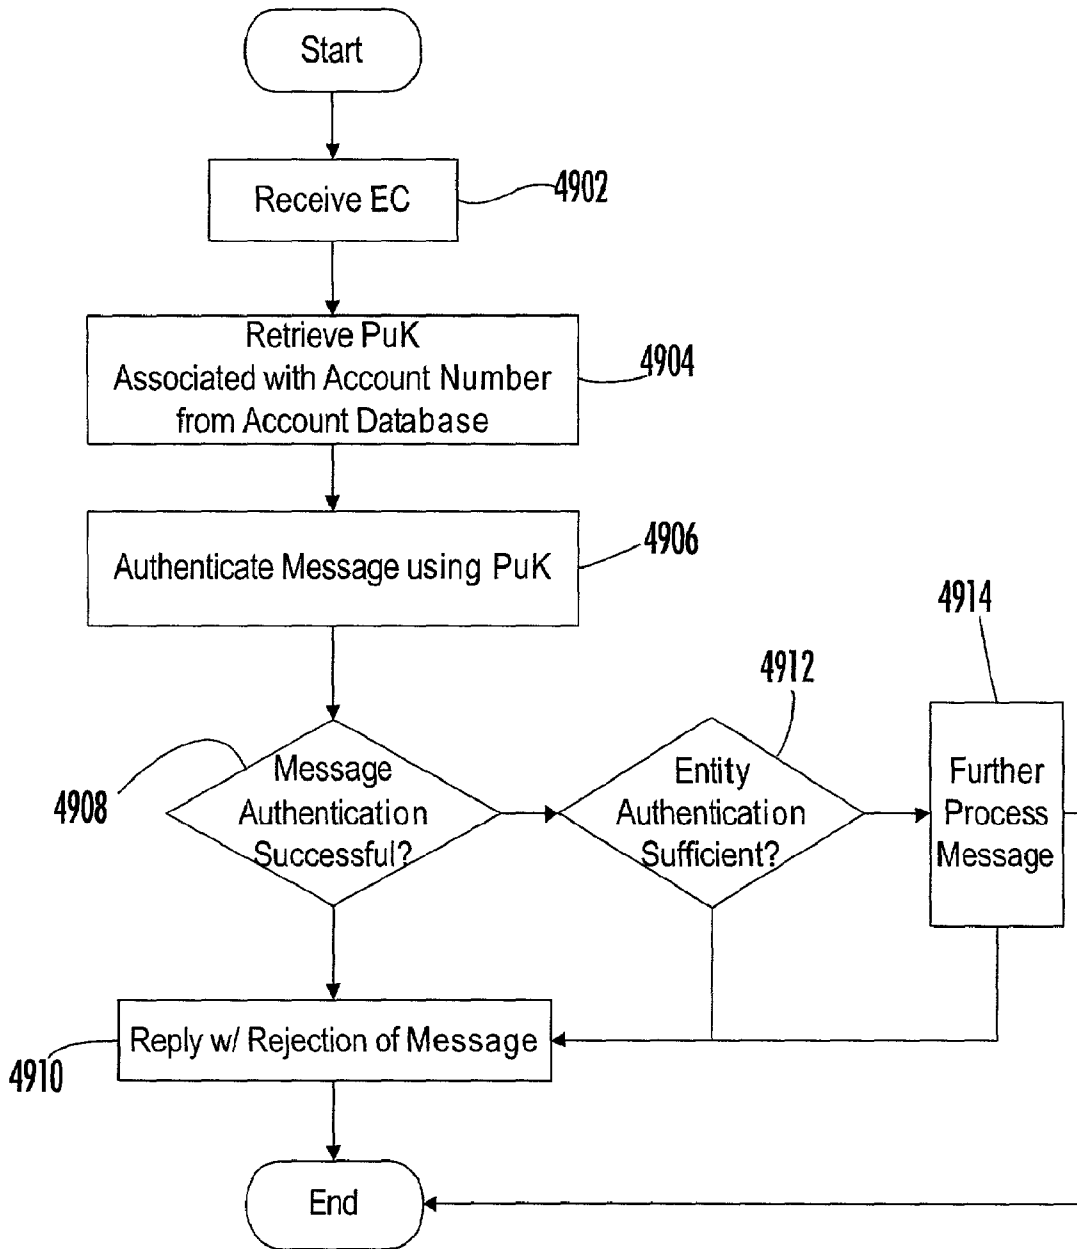 Start
Receive EC
4902
Retrieve PuK
Associated with Account Number
from Account Database
4904
Authenticate Message using PuK
4906
4908
Message
Authentication
Successful?
4912
Entity
Authentication
Sufficient?
4914
Further
Process
Message
Reply w/ Rejection of Message
4910
End